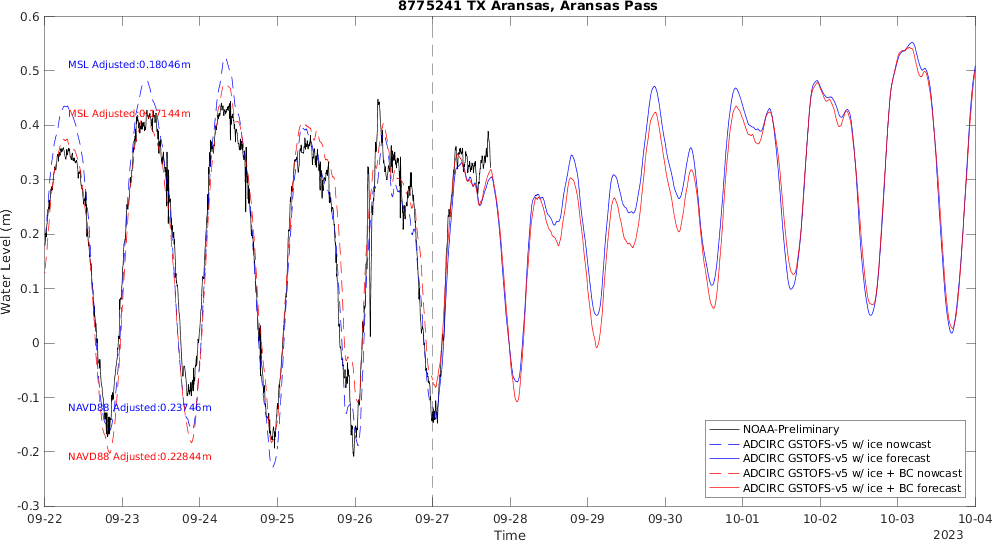 8775241 TX Aransas, Aransas Pass
0.6
0.5
0.4
0.3
0.2
0.1
0
-0.1
-0.2
-0.3
Water Level (m)
MSL Adjusted:0.18046m
MSL Adjusted:0.17144m
NAVD88 Adjusted:0.23746m
NAVD88 Adjusted:0.22844m
NOAA-Preliminary
ADCIRC GSTOFS-v5 w/ ice nowcast
ADCIRC GSTOFS-v5 w/ ice forecast
ADCIRC GSTOFS-v5 w/ ice + BC nowcast
ADCIRC GSTOFS-v5 w/ ice + BC forecast
09-22 09-23 09-24 09-25 09-26 09-27 09-28 09-29 09-30 10-01 10-02 10-03 10-04
Time
2023